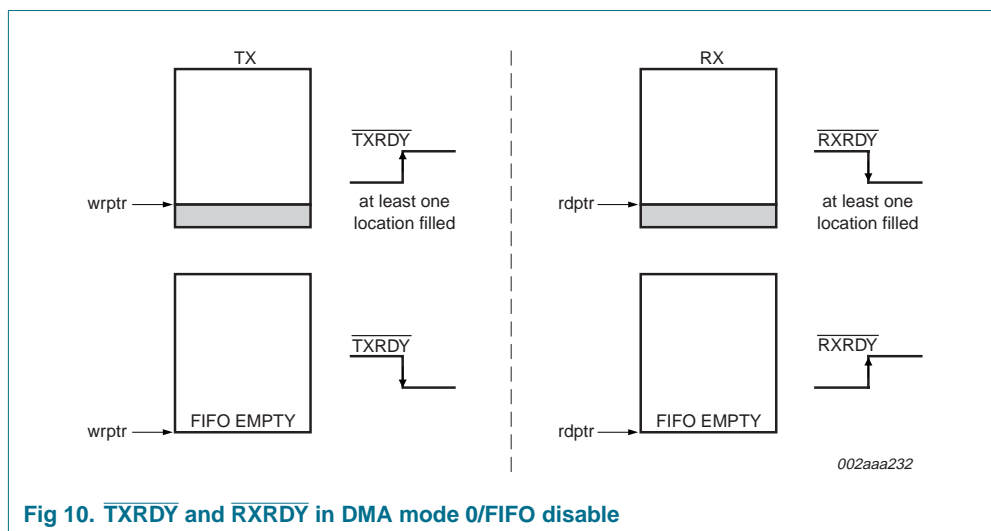 TX
TXRDY
wrptr
at least one
location filled
TXRDY
wrptr
FIFO EMPTY
RX
RXRDY
rdptr
at least one
location filled
RXRDY
rdptr
FIFO EMPTY
002aaa232
Fig 10. TXRDY and RXRDY in DMA mode 0/FIFO disable